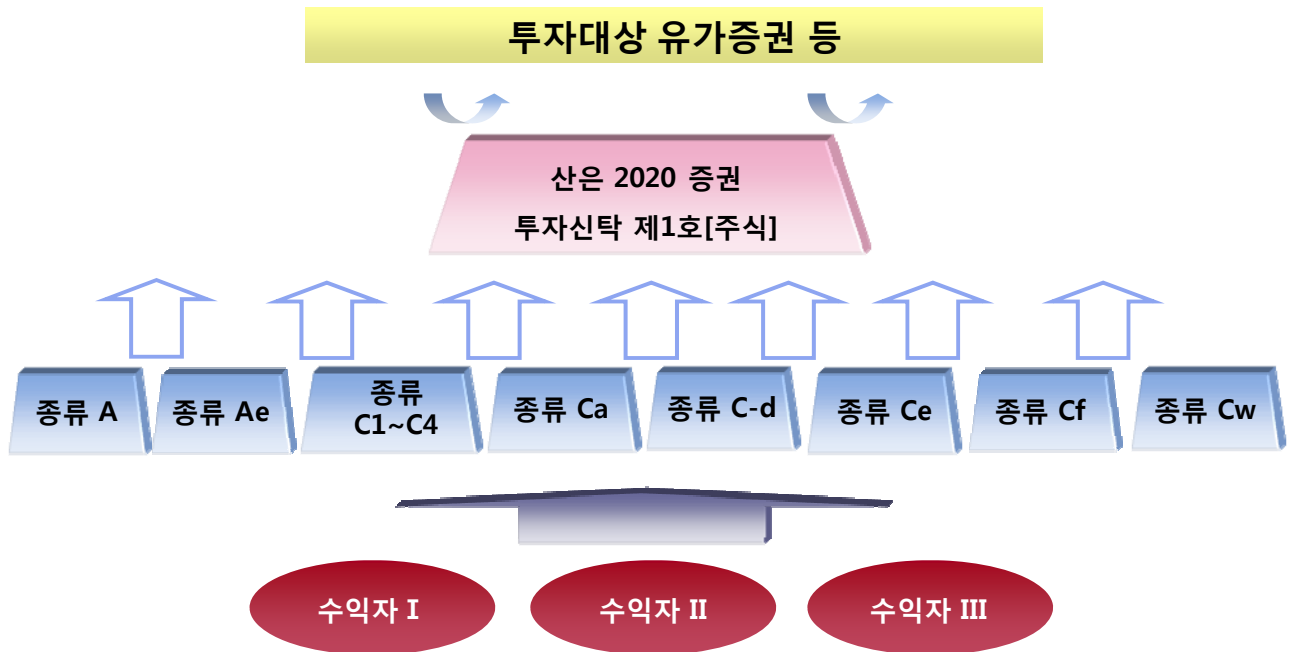 투자대상 유가증권 등
산은 2020 증권
투자신탁 제1호[주식]
종류 A
종류 Ae
종류
C1~C4
종류 Ca
종류 C-d
종류 Ce
종류 Cf
종류 Cw
수익자 I
수익자 II
수익자 III